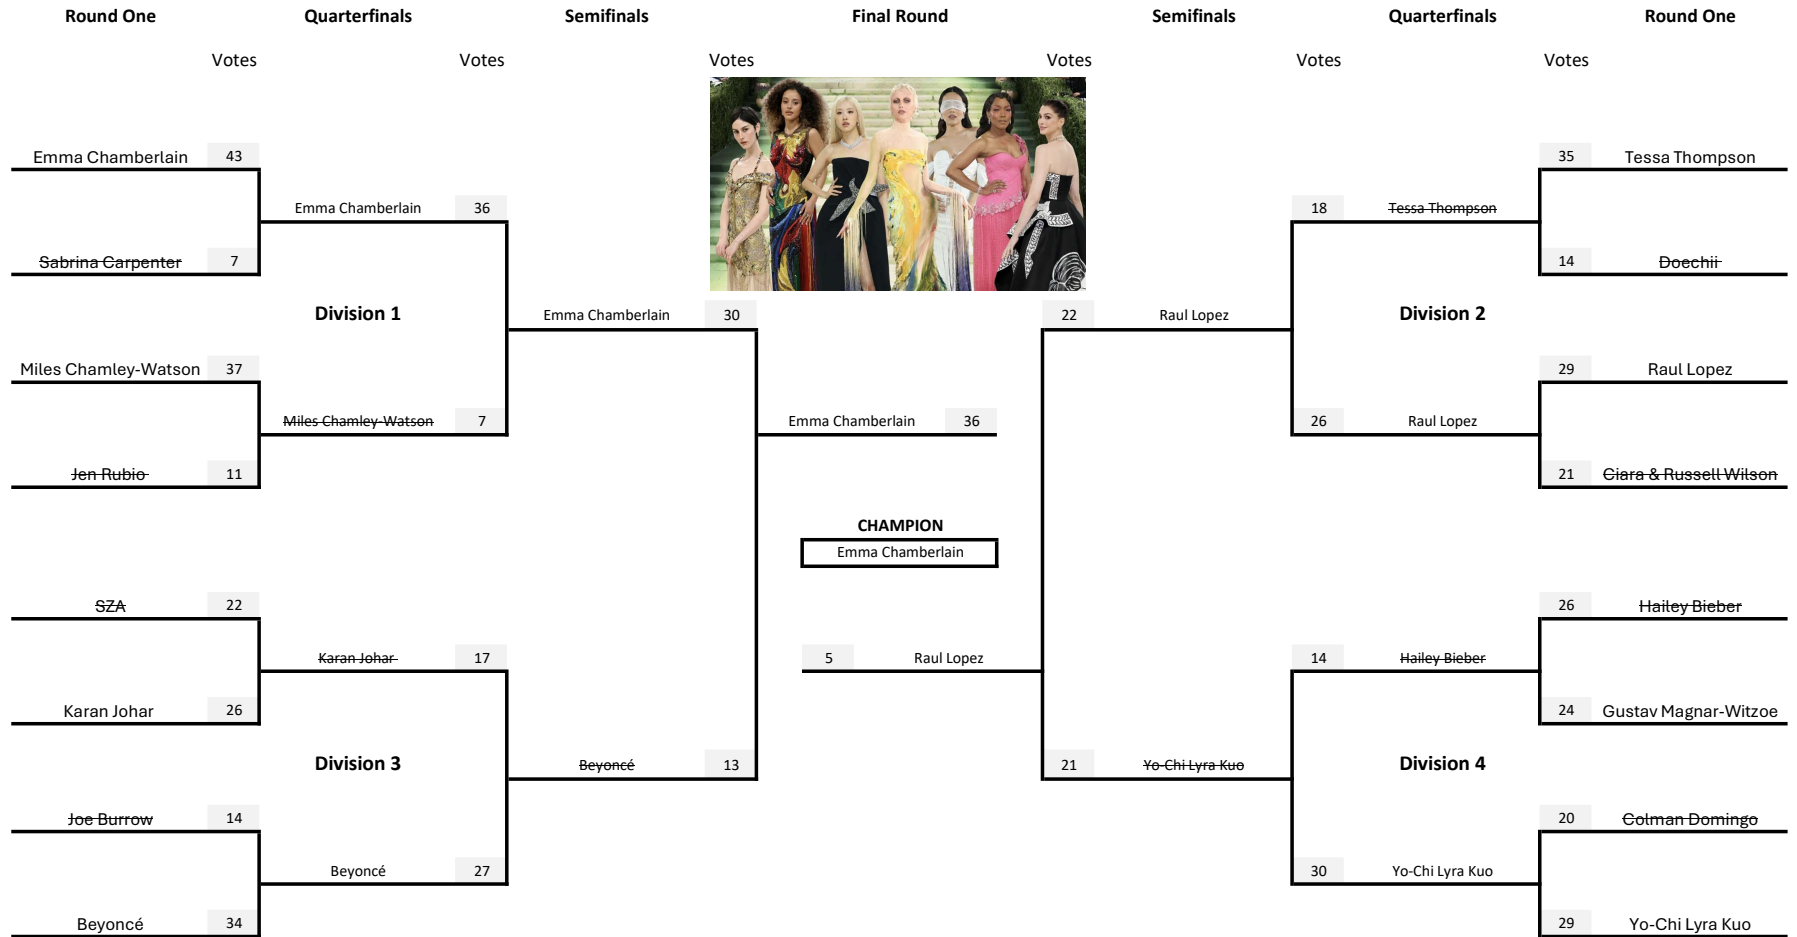 Round One Quarterfinals Semifinals Final Round Semifinals Quarterfinals Round One
Votes Votes Votes Votes Votes Votes
Emma Chamberlain 43 35 Tessa Thompson
Emma Chamberlain 36 18 Tessa Thompson
Sabrina Carpenter 7 14 Doechii
Division 1 Division 2
Emma Chamberlain 30 22 Raul Lopez
Miles Chamley-Watson 37 29 Raul Lopez
Miles Chamley-Watson 7 Emma Chamberlain 36 26 Raul Lopez
Jen Rubio 11 21 Ciara & Russell Wilson
CHAMPION
Emma Chamberlain
SZA 22 26 Hailey Bieber
Karan Johar 17 5 Raul Lopez 14 Hailey Bieber
Karan Johar 26 24 Gustav Magnar-Witzoe
Division 3 Division 4
Beyoncé 13 21 Yo-Chi Lyra Kuo
Joe Burrow 14 20 Colman Domingo
Beyoncé 27 30 Yo-Chi Lyra Kuo
Beyoncé 34 29 Yo-Chi Lyra Kuo